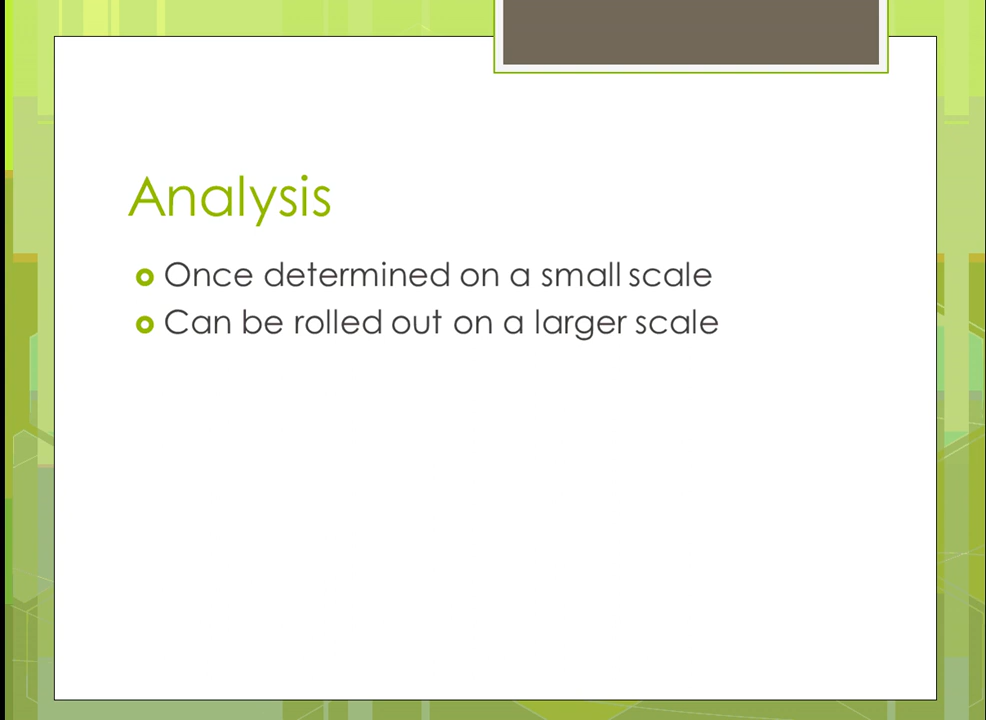 Analysis
Once determined on a small scale
Can be rolled out on a larger scale